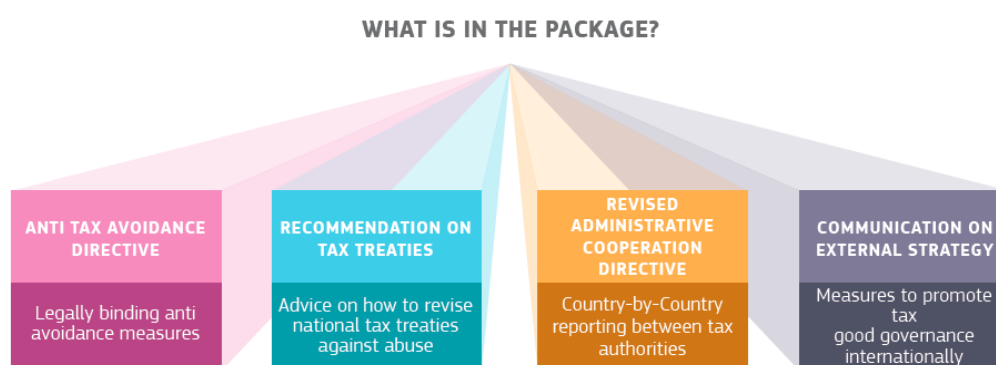 WHAT IS IN THE PACKAGE?
ANTI TAX AVOIDANCE
DIRECTIVE
Legally binding anti
avoidance measures
RECOMMENDATION ON
TAX TREATIES
Advice on how to revise
national tax treaties
against abuse
REVISED
ADMINISTRATIVE
COOPERATION
DIRECTIVE
Country-by-Country
reporting between tax
authorities
COMMUNICATION ON
EXTERNAL STRATEGY
Measures to promote
tax
good governance
internationally